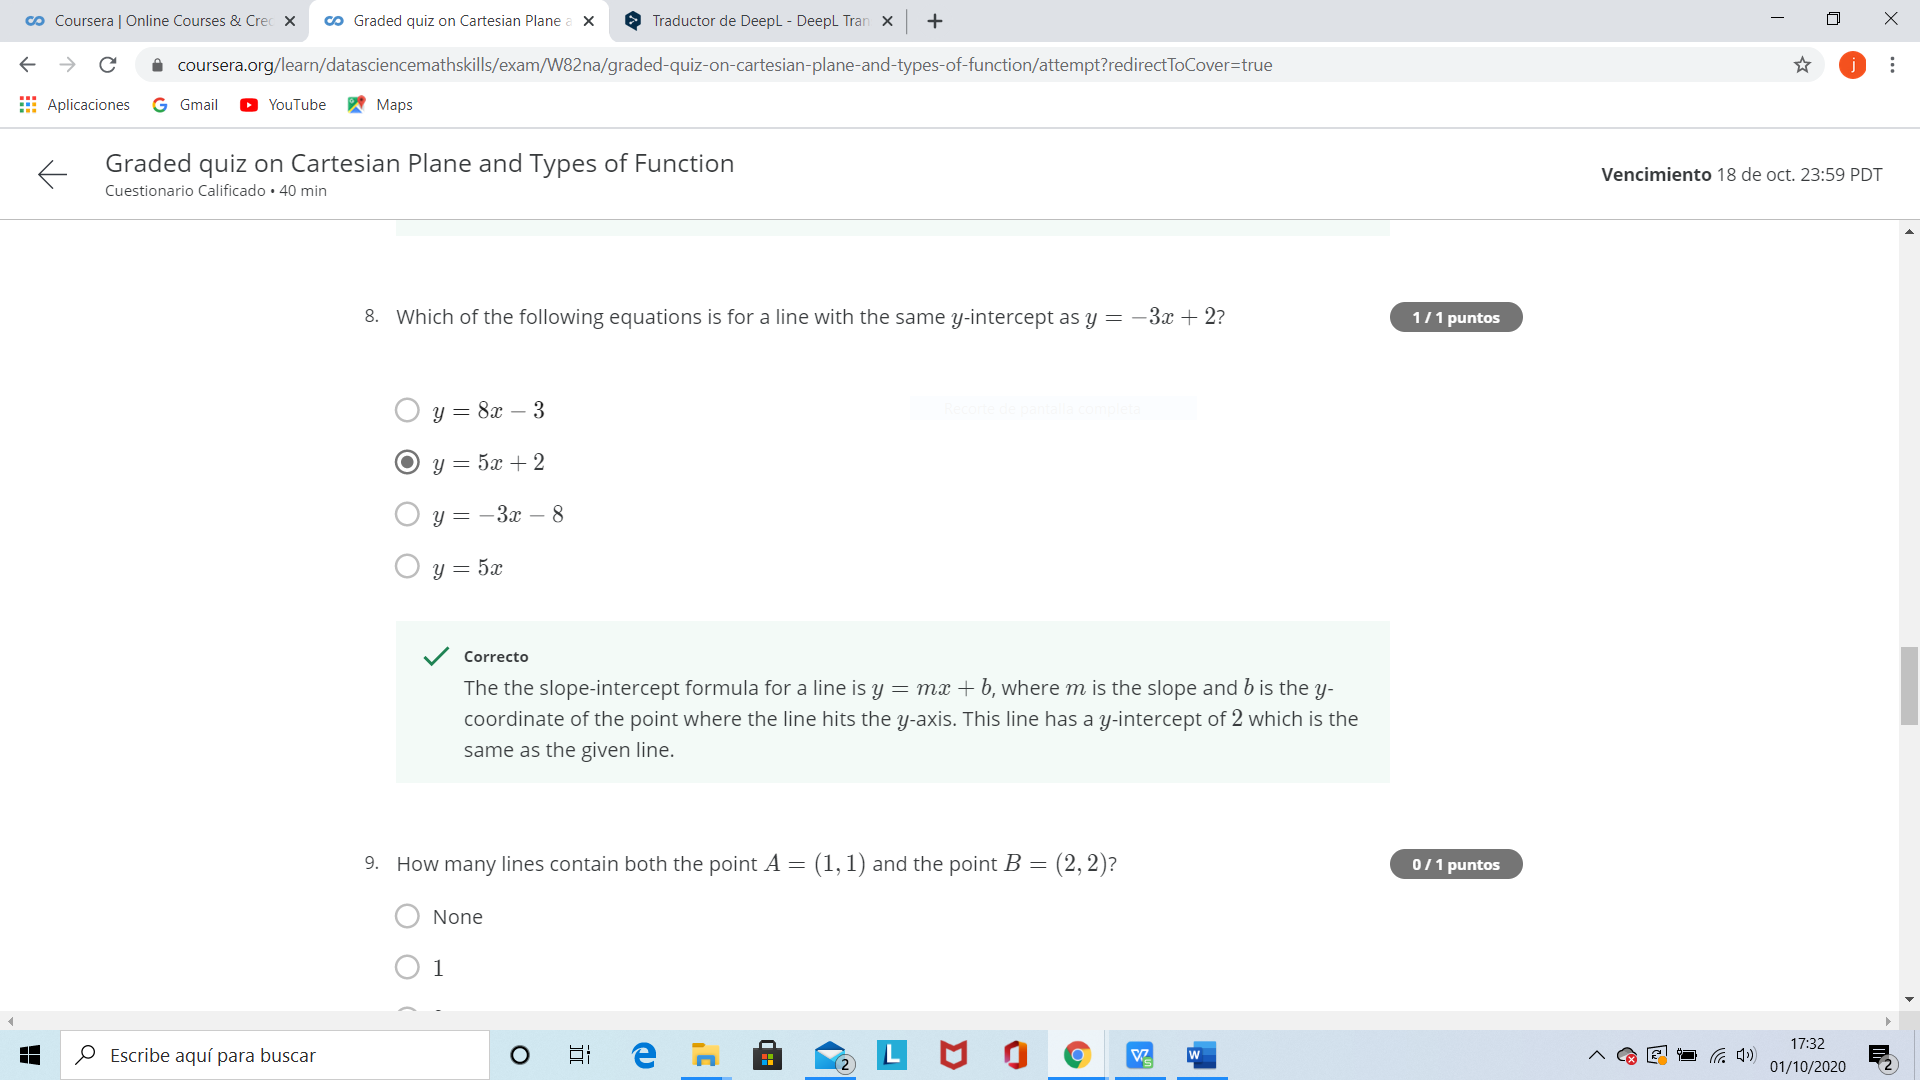 Coursera | Online Courses & Cred
Graded quiz on Cartesian Plane a
Traductor de DeepL - DeepL Tran
coursera.org/learn/datasciencemathskills/exam/W82na/graded-quiz-on-cartesian-plane-and-types-of-function/attempt?redirectToCover=true
j
Aplicaciones
Gmail
YouTube
Maps
Graded quiz on Cartesian Plane and Types of Function
Cuestionario Calificado • 40 min
Vencimiento 18 de oct. 23:59 PDT
8. Which of the following equations is for a line with the same y-intercept as y = −3x + 2?
1 / 1 puntos
y = 8x − 3
Recorte de pantalla completa
y = 5x + 2
y = −3x − 8
y = 5x
Correcto
The the slope-intercept formula for a line is y = mx + b, where m is the slope and b is the y-
coordinate of the point where the line hits the y-axis. This line has a y-intercept of 2 which is the
same as the given line.
9. How many lines contain both the point A = (1, 1) and the point B = (2, 2)?
0 / 1 puntos
None
1
Escribe aquí para buscar
2
L
W
17:32
01/10/2020
2